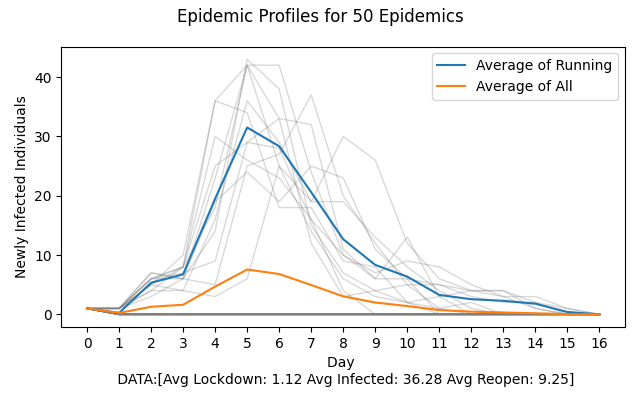 Epidemic Profiles for 50 Epidemics
Average of Running
Average of All
Newly Infected Individuals
40
30
20
10
0
0 1 2 3 4 5 6 7 8 9 10 11 12 13 14 15 16
Day
DATA:[Avg Lockdown: 1.12 Avg Infected: 36.28 Avg Reopen: 9.25]